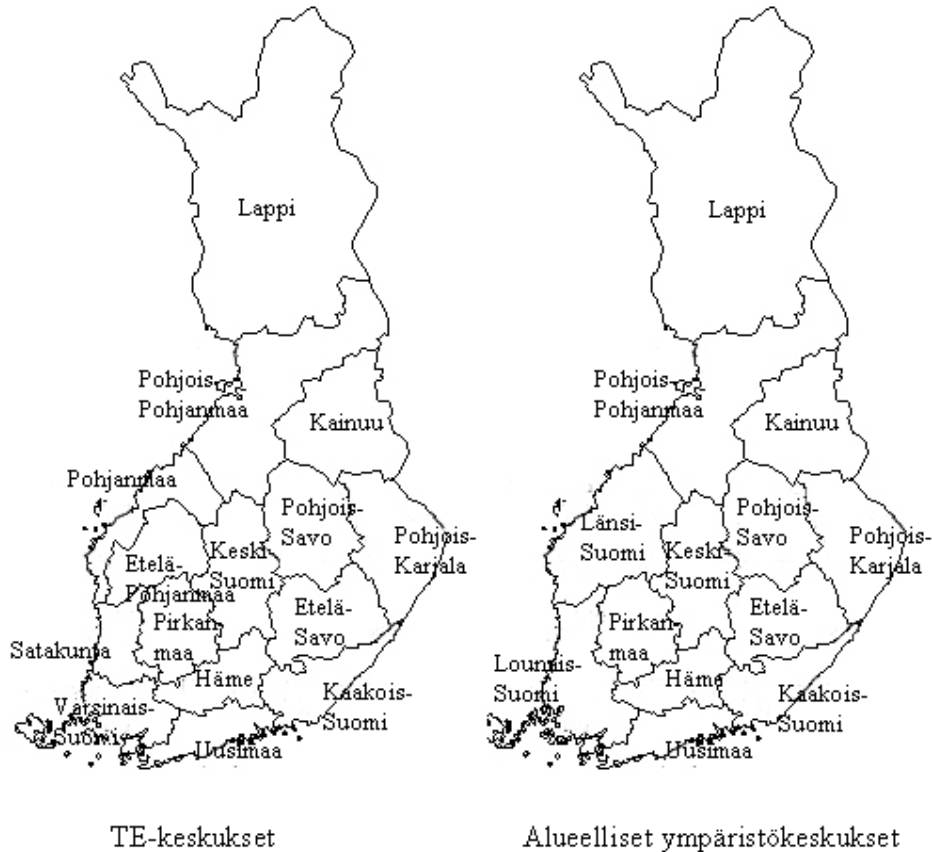 Lappi
Pohjois-
Pohjanmaa
Kainuu
Pohjanmaa
Pohjois-
Savo
Pohjois-
Karjala
Keski-
Suomi
Etelä-
Pohjanmaa
Etelä-
Savo
Pirkan-
maa
Satakunta
Häme
Kaakois-
Suomi
Varsinais-
Suomi
Uusimaa
TE-keskukset
Lappi
Pohjois-
Pohjanmaa
Kainuu
Länsi-
Suomi
Pohjois-
Savo
Pohjois-
Karjala
Keski-
Suomi
Etelä-
Savo
Pirkan-
maa
Lounais-
Suomi
Häme
Kaakois-
Suomi
Uusimaa
Alueelliset ympäristökeskukset